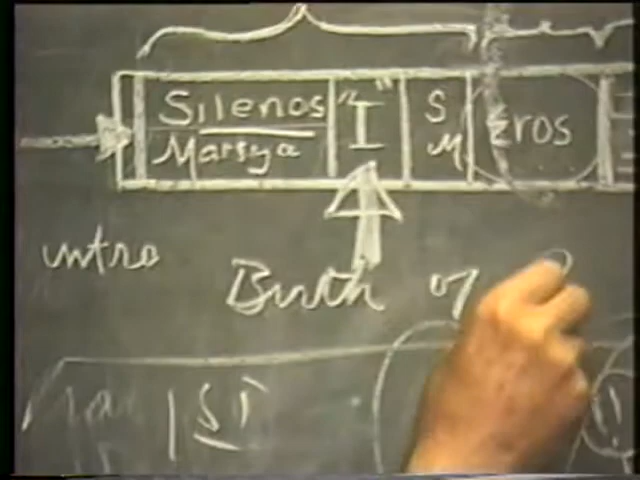 Silenos "I" S Eros
Marsya M
intro
Birth of